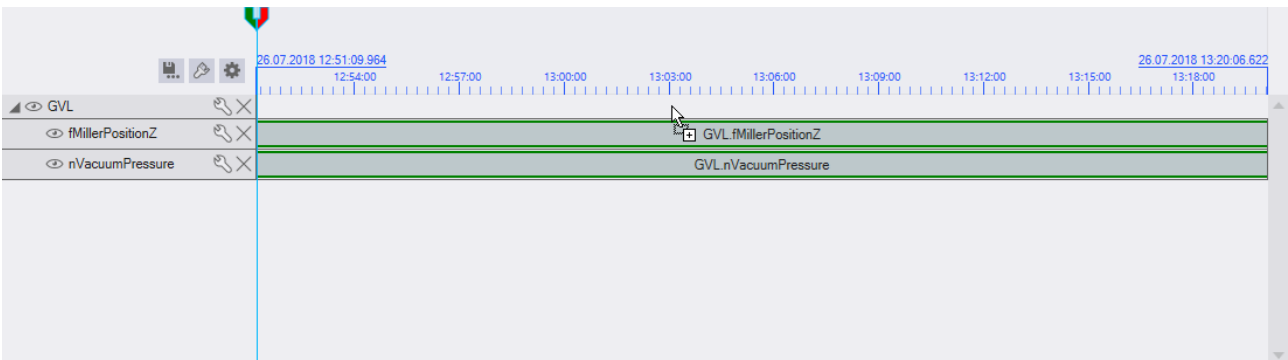 26.07.2018 12:51:09.964 26.07.2018 13:20:06.622
12:54:00 12:57:00 13:00:00 13:03:00 13:06:00 13:09:00 13:12:00 13:15:00 13:18:00
GVL
fMillerPositionZ GVL.fMillerPositionZ
nVacuumPressure GVL.nVacuumPressure